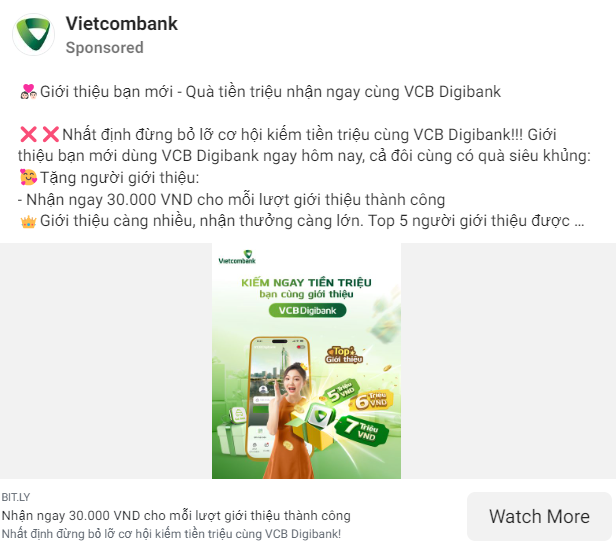 Vietcombank
Sponsored
💏Giới thiệu bạn mới - Quà tiền triệu nhận ngay cùng VCB Digibank
❌❌Nhất định đừng bỏ lỡ cơ hội kiếm tiền triệu cùng VCB Digibank!!! Giới
thiệu bạn mới dùng VCB Digibank ngay hôm nay, cả đôi cùng có quà siêu khủng:
🥰Tặng người giới thiệu:
- Nhận ngay 30.000 VND cho mỗi lượt giới thiệu thành công
👑Giới thiệu càng nhiều, nhận thưởng càng lớn. Top 5 người giới thiệu được ...
Vietcombank
KIẾM NGAY TIỀN TRIỆU
bạn cùng giới thiệu
VCB Digibank
Top
Giới thiệu
5 Triệu
VND
6 Triệu
VND
7 Triệu
VND
BIT.LY
Nhận ngay 30.000 VND cho mỗi lượt giới thiệu thành công
Nhất định đừng bỏ lỡ cơ hội kiếm tiền triệu cùng VCB Digibank!
Watch More